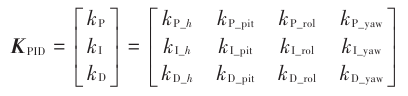 K_PID = [k_P k_I k_D] = [k_P_h k_P_pit k_P_rol k_P_yaw
k_I_h k_I_pit k_I_rol k_I_yaw
k_D_h k_D_pit k_D_rol k_D_yaw]